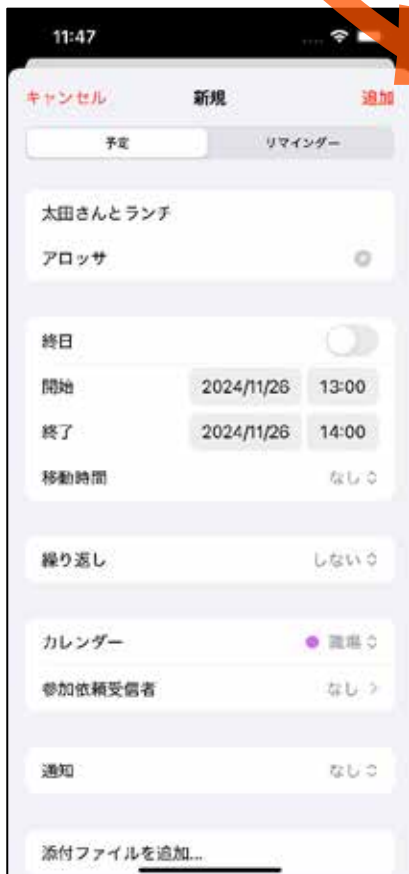 11:47
キャンセル 新規 追加
予定 リマインダー
太田さんとランチ
アロッサ
終日
開始 2024/11/26 13:00
終了 2024/11/26 14:00
移動時間 なし
繰り返し しない
カレンダー 職場
参加依頼受信者 なし
通知 なし
添付ファイルを追加...